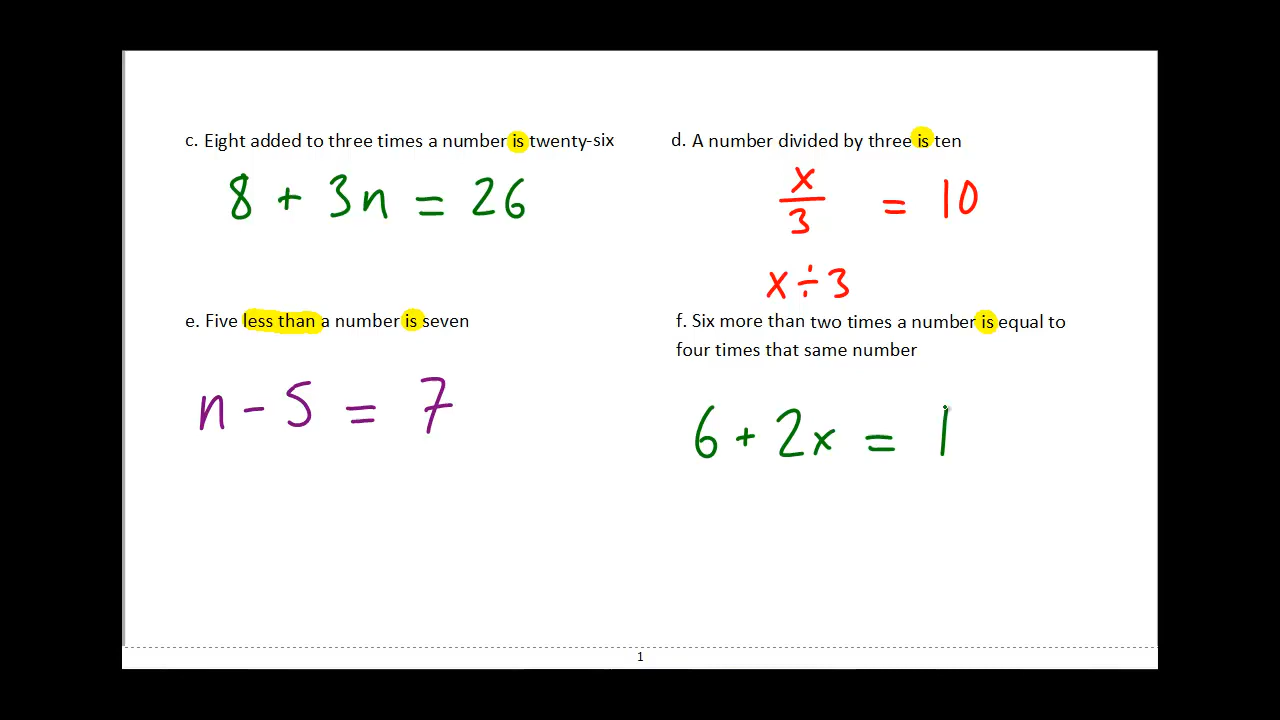 c. Eight added to three times a number is twenty-six
8 + 3n = 26
d. A number divided by three is ten
x
3
= 10
x ÷ 3
e. Five less than a number is seven
n - 5 = 7
f. Six more than two times a number is equal to
four times that same number
6 + 2x =
1